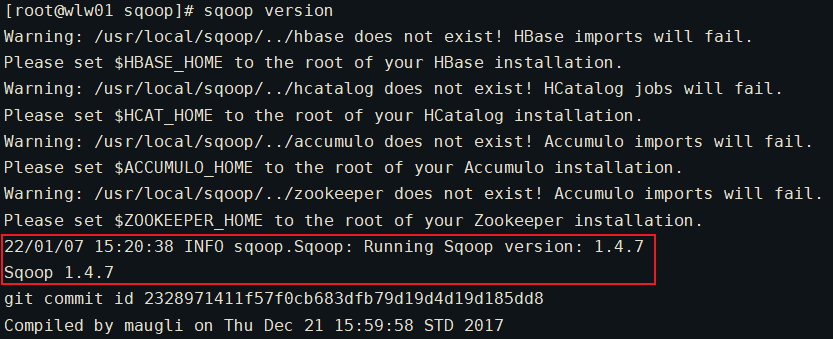 [root@wlw01 sqoop]# sqoop version
Warning: /usr/local/sqoop/../hbase does not exist! HBase imports will fail.
Please set $HBASE_HOME to the root of your HBase installation.
Warning: /usr/local/sqoop/../hcatalog does not exist! HCatalog jobs will fail.
Please set $HCAT_HOME to the root of your HCatalog installation.
Warning: /usr/local/sqoop/../accumulo does not exist! Accumulo imports will fail.
Please set $ACCUMULO_HOME to the root of your Accumulo installation.
Warning: /usr/local/sqoop/../zookeeper does not exist! Accumulo imports will fail.
Please set $ZOOKEEPER_HOME to the root of your Zookeeper installation.
22/01/07 15:20:38 INFO sqoop.Sqoop: Running Sqoop version: 1.4.7
Sqoop 1.4.7
git commit id 2328971411f57f0cb683dfb79d19d4d19d185dd8
Compiled by maugli on Thu Dec 21 15:59:58 STD 2017